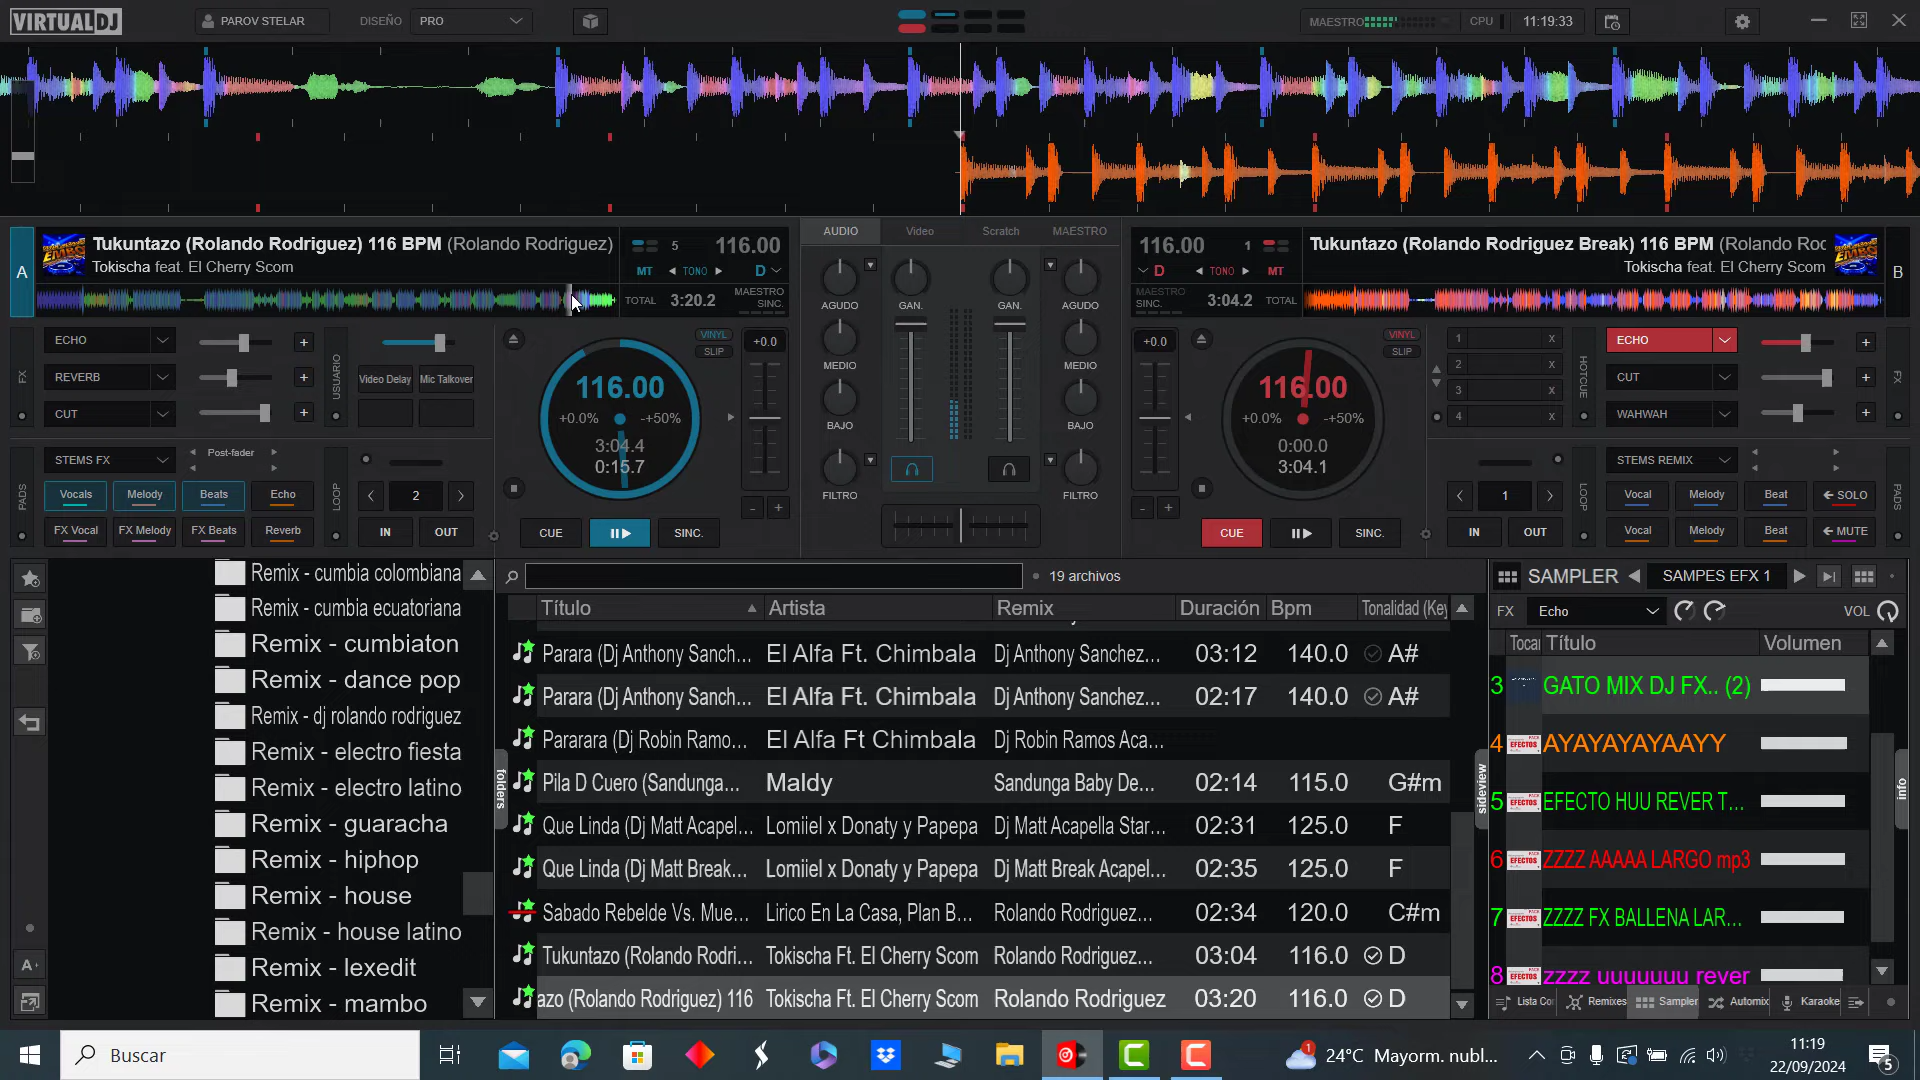 VIRTUALDJ
PAROV STELAR
DISEÑO
PRO
MAESTRO
CPU
11:19:33
A
Tukuntazo (Rolando Rodriguez) 116 BPM (Rolando Rodriguez)
Tokischa feat. El Cherry Scom
5
116.00
MT
TONO
D
TOTAL
3:20.2
MAESTRO
SINC.
AUDIO
Video
Scratch
MAESTRO
116.00
1
D
TONO
MT
MAESTRO
SINC.
3:04.2
TOTAL
Tukuntazo (Rolando Rodriguez Break) 116 BPM (Rolando Roc
Tokischa feat. El Cherry Scom
B
FX
ECHO
REVERB
CUT
USUARIO
Video Delay
Mic Talkover
VINYL
SLIP
116.00
+0.0%
-+50%
3:04.4
0:15.7
+0.0
AGUDO
GAN.
GAN.
AGUDO
MEDIO
MEDIO
BAJO
BAJO
FILTRO
FILTRO
+0.0
VINYL
SLIP
116.00
+0.0%
-+50%
0:00.0
3:04.1
1
X
2
X
3
X
4
X
HOTCUE
ECHO
CUT
WAHWAH
FX
PADS
STEMS FX
Post-fader
Vocals
Melody
Beats
Echo
FX Vocal
FX Melody
FX Beats
Reverb
LOOP
2
IN
OUT
CUE
SINC.
CUE
SINC.
1
IN
OUT
LOOP
STEMS REMIX
Vocal
Melody
Beat
SOLO
Vocal
Melody
Beat
MUTE
PADS
Remix - cumbia colombiana
Remix - cumbia ecuatoriana
Remix - cumbiaton
Remix - dance pop
Remix - dj rolando rodriguez
Remix - electro fiesta
Remix - electro latino
Remix - guaracha
Remix - hiphop
Remix - house
Remix - house latino
Remix - lexedit
Remix - mambo
folders
19 archivos
Título Artista Remix Duración Bpm Tonalidad (Key
Parara (Dj Anthony Sanch... El Alfa Ft. Chimbala Dj Anthony Sanchez... 03:12 140.0 A#
Parara (Dj Anthony Sanch... El Alfa Ft. Chimbala Dj Anthony Sanchez... 02:17 140.0 A#
Pararara (Dj Robin Ramo... El Alfa Ft Chimbala Dj Robin Ramos Aca...
Pila D Cuero (Sandunga... Maldy Sandunga Baby De... 02:14 115.0 G#m
Que Linda (Dj Matt Acapel... Lomiiel x Donaty y Papepa Dj Matt Acapella Star... 02:31 125.0 F
Que Linda (Dj Matt Break... Lomiiel x Donaty y Papepa Dj Matt Break Acapel... 02:35 125.0 F
Sabado Rebelde Vs. Mue... Lirico En La Casa, Plan B... Rolando Rodriguez... 02:34 120.0 C#m
Tukuntazo (Rolando Rodri... Tokischa Ft. El Cherry Scom Rolando Rodriguez... 03:04 116.0 D
azo (Rolando Rodriguez) 116 Tokischa Ft. El Cherry Scom Rolando Rodriguez 03:20 116.0 D
sideview
SAMPLER
SAMPES EFX 1
FX
Echo
VOL
Tocar
Título
Volumen
3 GATO MIX DJ FX.. (2)
4 EFECTOS AYAYAYAYAAYY
5 EFECTOS EFECTO HUU REVER T...
6 EFECTOS ZZZZ AAAAA LARGO mp3
7 EFECTOS ZZZZ FX BALLENA LAR...
8 EFECTOS zzzz uuuuuuu rever
info
Lista Cor
Remixes
Sampler
Automix
Karaoke
Buscar
1
24°C Mayorm. nubl...
11:19
22/09/2024
5